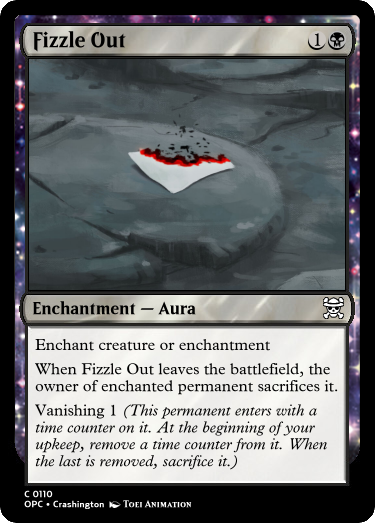 Fizzle Out 1
Enchantment — Aura
Enchant creature or enchantment
When Fizzle Out leaves the battlefield, the
owner of enchanted permanent sacrifices it.
Vanishing 1 (This permanent enters with a
time counter on it. At the beginning of your
upkeep, remove a time counter from it. When
the last is removed, sacrifice it.)
C 0110
OPC • Crashington TOEI ANIMATION